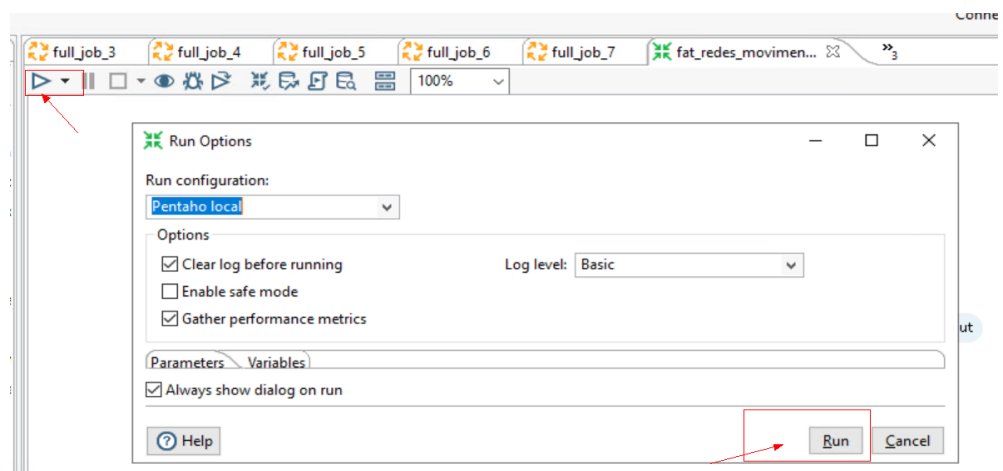 Conne
full_job_3 full_job_4 full_job_5 full_job_6 full_job_7 fat_redes_movimen... »3
100%
Run Options
Run configuration:
Pentaho local
Options
Clear log before running Log level: Basic
Enable safe mode
Gather performance metrics
ut
Parameters Variables
Always show dialog on run
Help Run Cancel